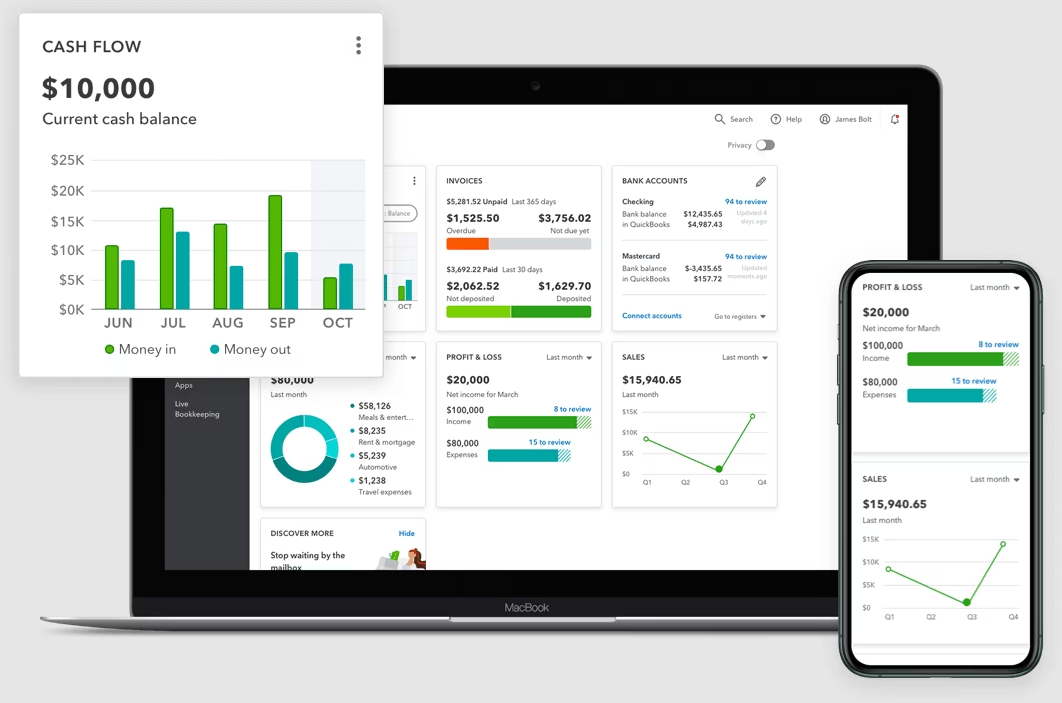 CASH FLOW
$10,000
Current cash balance
$25K
$20K
$15K
$10K
$5K
$0K
JUN JUL AUG SEP OCT
Money in Money out
Search Help James Bolt
Privacy
Balance
OCT
INVOICES
$5,281.52 Unpaid Last 365 days
$1,525.50 $3,756.02
Overdue Not due yet
$3,692.22 Paid Last 30 days
$2,062.52 $1,629.70
Not deposited Deposited
BANK ACCOUNTS
Checking 94 to review
Bank balance $12,435.65 Updated 4
in QuickBooks $4,987.43 days ago
Mastercard 94 to review
Bank balance $-3,435.65 Updated
in QuickBooks $157.72 moments ago
Connect accounts Go to registers
Apps
Live
Bookkeeping
month
$80,000
Last month
$58,126
Meals & entert...
$8,235
Rent & mortgage
$5,239
Automotive
$1,238
Travel expenses
PROFIT & LOSS Last month
$20,000
Net income for March
$100,000 8 to review
Income
$80,000 15 to review
Expenses
SALES Last month
$15,940.65
Last month
$15K
$10K
$5K
$0
Q1 Q2 Q3 Q4
DISCOVER MORE Hide
Stop waiting by the
mailbox
MacBook
PROFIT & LOSS Last month
$20,000
Net income for March
$100,000 8 to review
Income
$80,000 15 to review
Expenses
SALES Last month
$15,940.65
Last month
$15K
$10K
$5K
$0
Q1 Q2 Q3 Q4